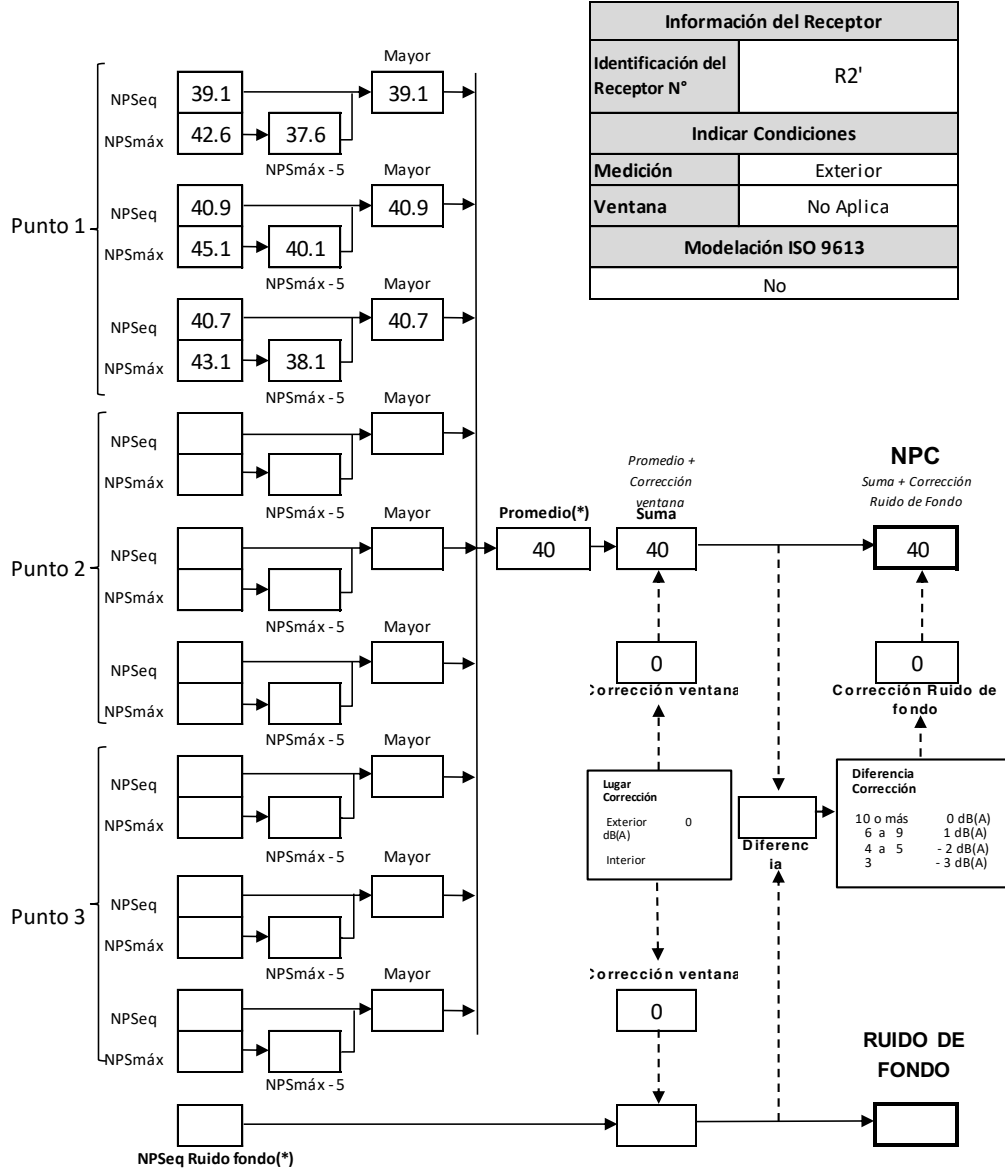 Información del Receptor
Identificación del Receptor N° R2'
Indicar Condiciones
Medición Exterior
Ventana No Aplica
Modelación ISO 9613
No
Punto 1
Mayor
NPSeq 39.1 39.1
NPSmáx 42.6 37.6
NPSmáx - 5
Mayor
NPSeq 40.9 40.9
NPSmáx 45.1 40.1
NPSmáx - 5
Mayor
NPSeq 40.7 40.7
NPSmáx 43.1 38.1
NPSmáx - 5
Punto 2
Mayor
NPSeq
NPSmáx
NPSmáx - 5
Mayor
NPSeq
NPSmáx
NPSmáx - 5
Mayor
NPSeq
NPSmáx
NPSmáx - 5
Punto 3
Mayor
NPSeq
NPSmáx
NPSmáx - 5
Mayor
NPSeq
NPSmáx
NPSmáx - 5
Mayor
NPSeq
NPSmáx
NPSmáx - 5
NPSeq Ruido fondo(*)
Promedio(*)
40
Promedio +
Corrección
ventana
Suma
40
0
Corrección ventana
Lugar
Corrección
Exterior 0
dB(A)
Interior
Corrección ventana
0
Diferenc
ia
NPC
Suma + Corrección
Ruido de Fondo
40
0
Corrección Ruido de
fondo
Diferencia
Corrección
10 o más 0 dB(A)
6 a 9 1 dB(A)
4 a 5 - 2 dB(A)
3 - 3 dB(A)
RUIDO DE
FONDO